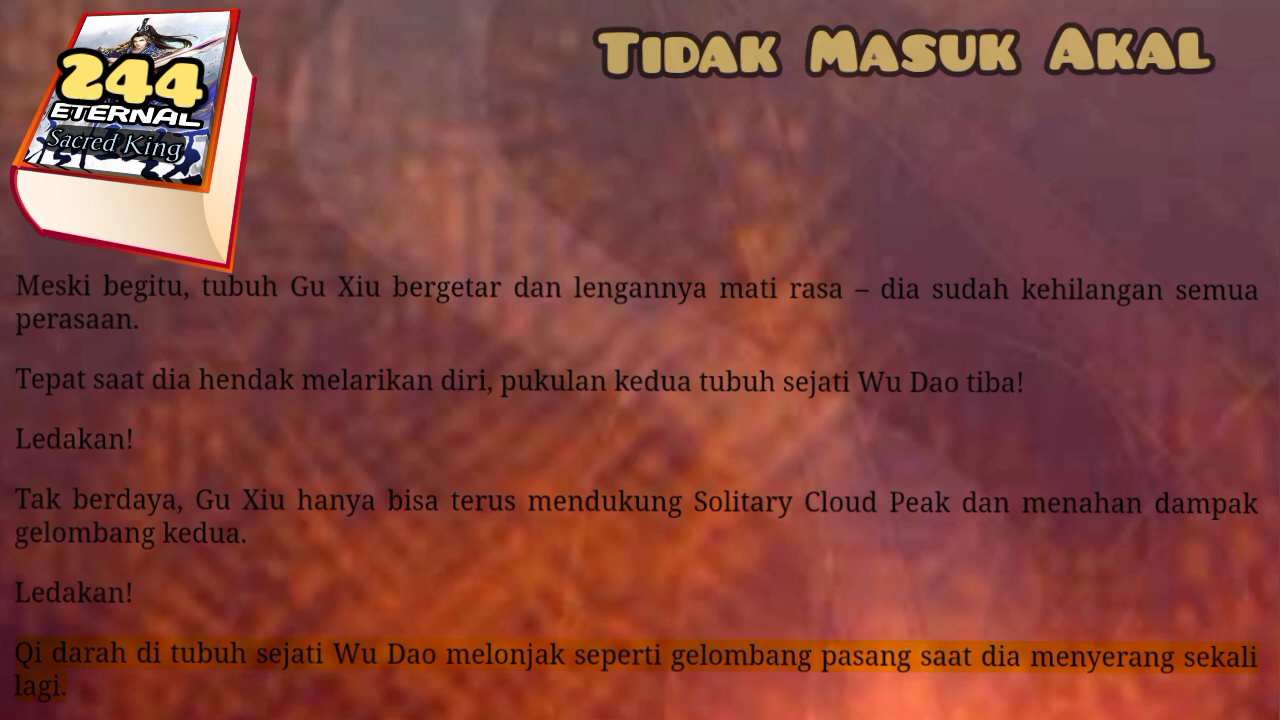 244
ETERNAL
Sacred King
TIDAK MASUK AKAL
Meski begitu, tubuh Gu Xiu bergetar dan lengannya mati rasa – dia sudah kehilangan semua
perasaan.
Tepat saat dia hendak melarikan diri, pukulan kedua tubuh sejati Wu Dao tiba!
Ledakan!
Tak berdaya, Gu Xiu hanya bisa terus mendukung Solitary Cloud Peak dan menahan dampak
gelombang kedua.
Ledakan!
Qi darah di tubuh sejati Wu Dao melonjak seperti gelombang pasang saat dia menyerang sekali
lagi.